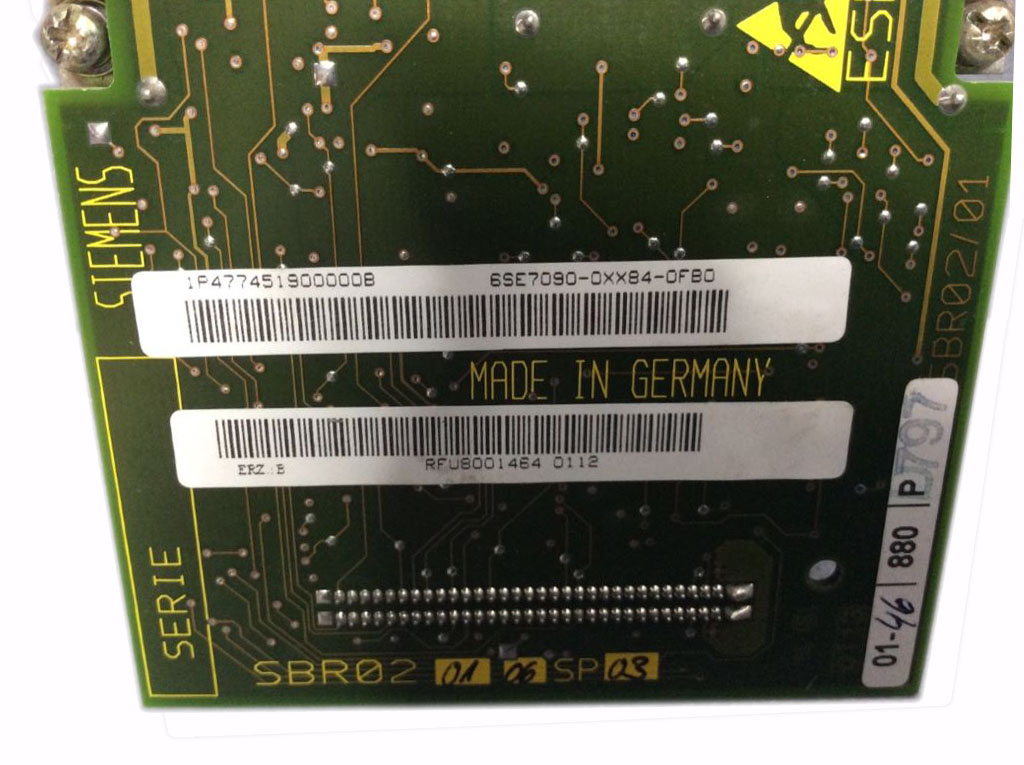 ESD
SIEMENS
SBR02/01
1P477451900000B 6SE7090-0XX84-0FB0
MADE IN GERMANY
RFU8001464 0112
ERZ.:B
SERIE
01-46 880 P T797
SBR02 01 06 SP 03